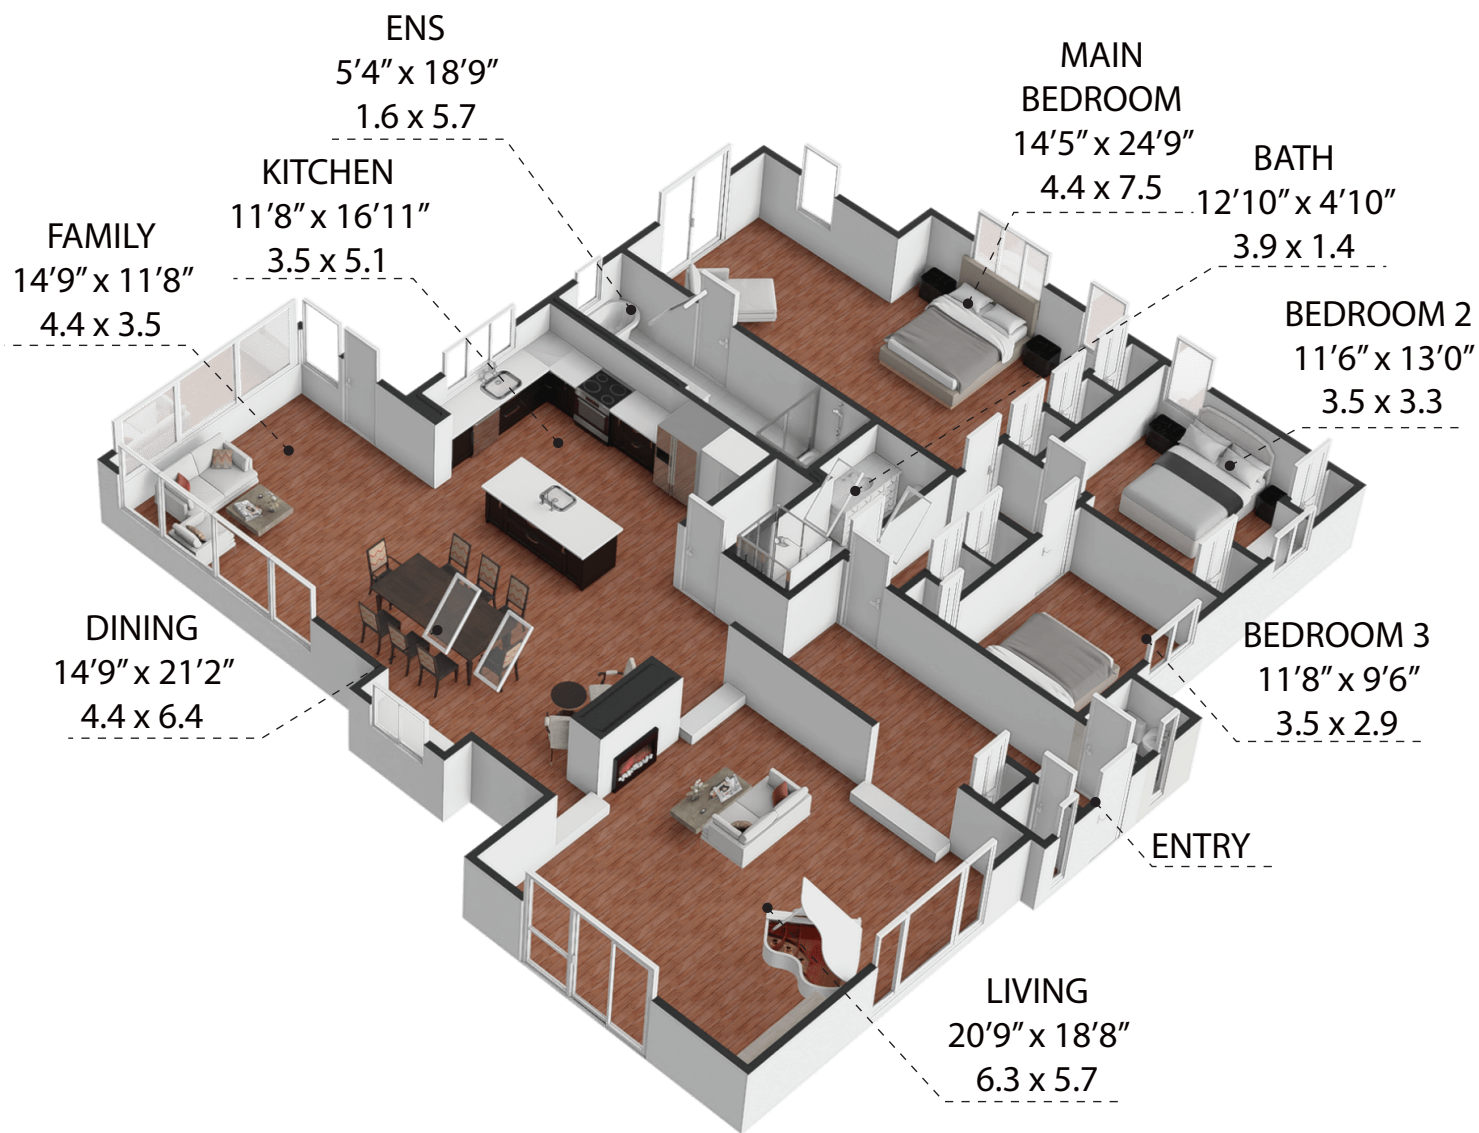 ENS
5’4” x 18’9”
1.6 x 5.7
MAIN
BEDROOM
14’5” x 24’9”
4.4 x 7.5
BATH
12’10” x 4’10”
3.9 x 1.4
KITCHEN
11’8” x 16’11”
3.5 x 5.1
FAMILY
14’9” x 11’8”
4.4 x 3.5
BEDROOM 2
11’6” x 13’0”
3.5 x 3.3
DINING
14’9” x 21’2”
4.4 x 6.4
BEDROOM 3
11’8” x 9’6”
3.5 x 2.9
ENTRY
LIVING
20’9” x 18’8”
6.3 x 5.7